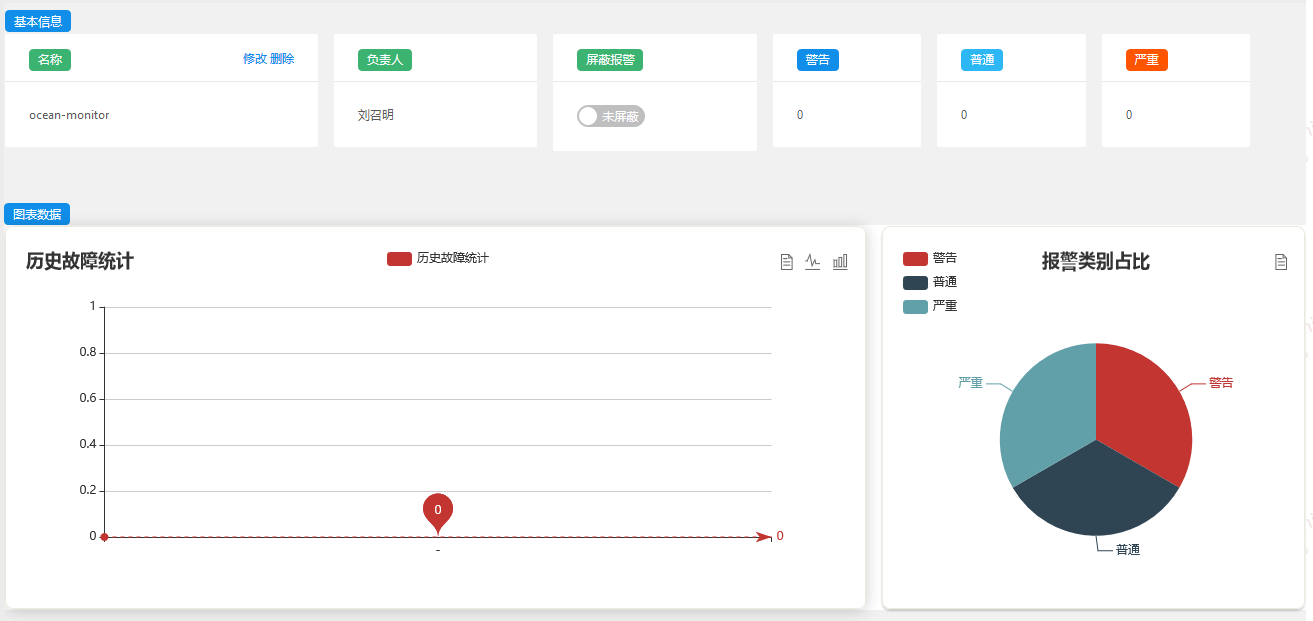 基本信息
名称 修改 删除 负责人 屏蔽报警 警告 普通 严重
ocean-monitor 刘召明 未屏蔽 0 0 0
图表数据
历史故障统计 历史故障统计
1
0.8
0.6
0.4
0.2
0
0
0
-
报警类别占比
警告
普通
严重
严重
警告
普通